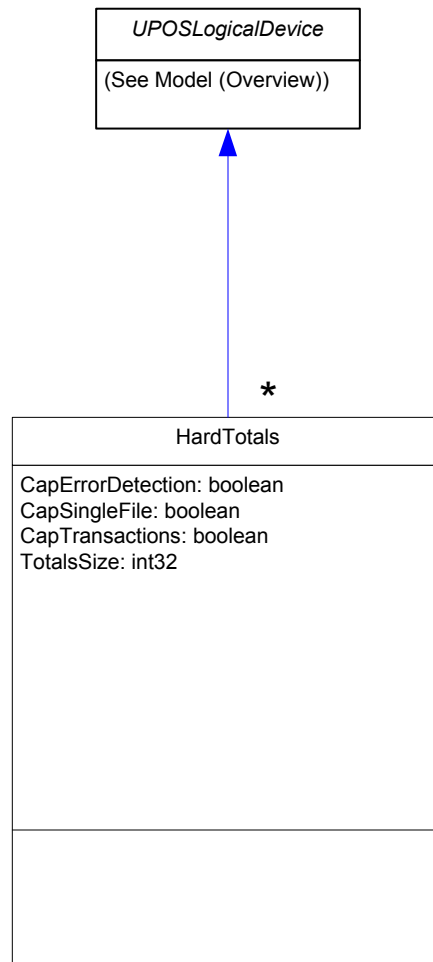 UPOSLogicalDevice
(See Model (Overview))
*
HardTotals
CapErrorDetection: boolean
CapSingleFile: boolean
CapTransactions: boolean
TotalsSize: int32